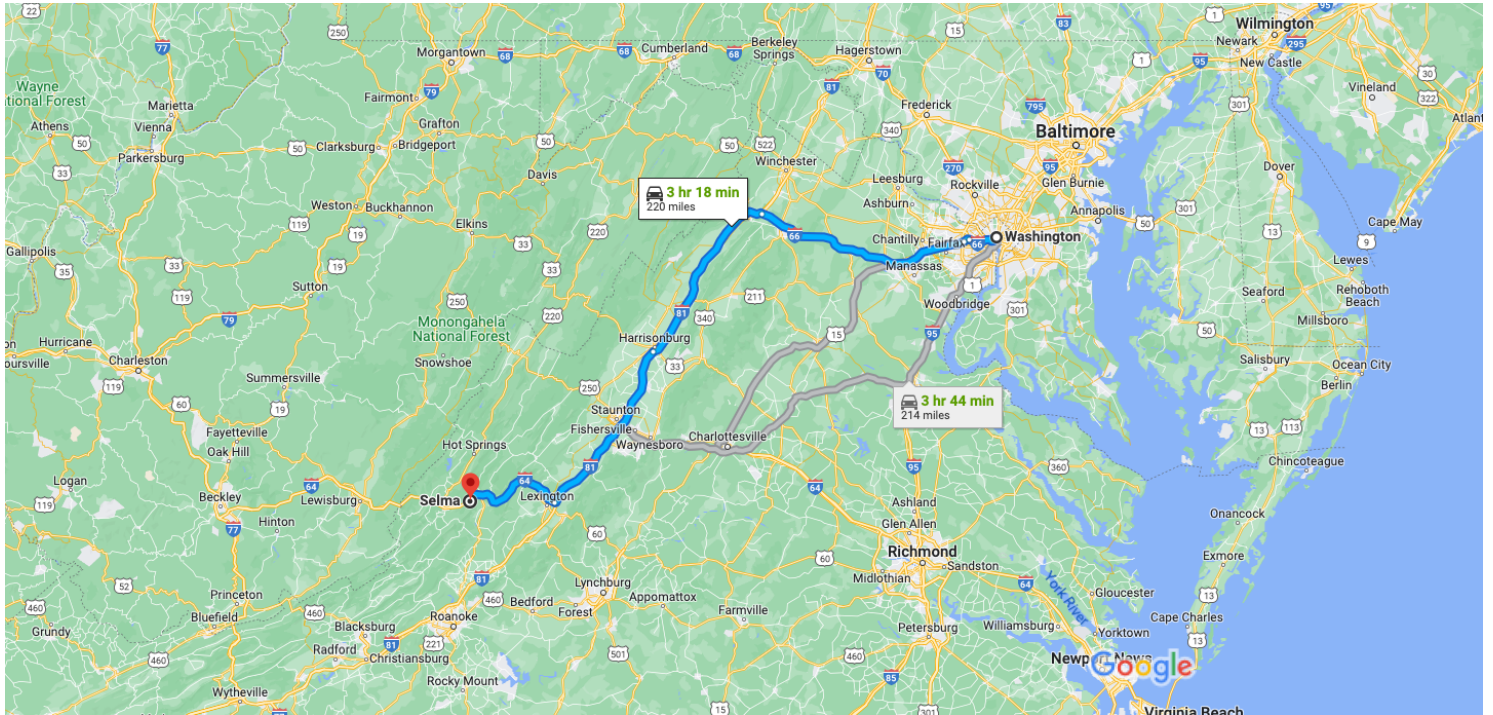 Wilmington
Newark
New Castle
Morgantown
Cumberland
Berkeley
Springs
Hagerstown
Wayne
tional Forest
Marietta
Fairmont
Frederick
Vineland
Athens
Vienna
Grafton
Baltimore
Atlant
Parkersburg
Clarksburg
Bridgeport
Winchester
Dover
Davis
Leesburg
Rockville
Glen Burnie
3 hr 18 min
220 miles
Ashburn
Weston
Buckhannon
Annapolis
Elkins
Cape May
Gallipolis
Chantilly
Fairfax
Washington
Manassas
Lewes
Sutton
Rehoboth
Beach
Seaford
Woodbridge
Monongahela
National Forest
Millsboro
Hurricane
oursville
Harrisonburg
Charleston
Snowshoe
Salisbury
Ocean City
Summersville
Berlin
3 hr 44 min
214 miles
Staunton
Fishersville
Fayetteville
Waynesboro
Charlottesville
Oak Hill
Hot Springs
Chincoteague
Logan
Beckley
Lewisburg
Selma
Lexington
Ashland
Hinton
Glen Allen
Onancock
Richmond
Sandston
Exmore
Midlothian
York River
Lynchburg
Gloucester
Princeton
Bedford
Forest
Appomattox
Farmville
Bluefield
Roanoke
Cape Charles
Grundy
Blacksburg
Petersburg
Williamsburg
Yorktown
Radford
Christiansburg
Newport News
Google
Rocky Mount
Wytheville
Virginia Beach